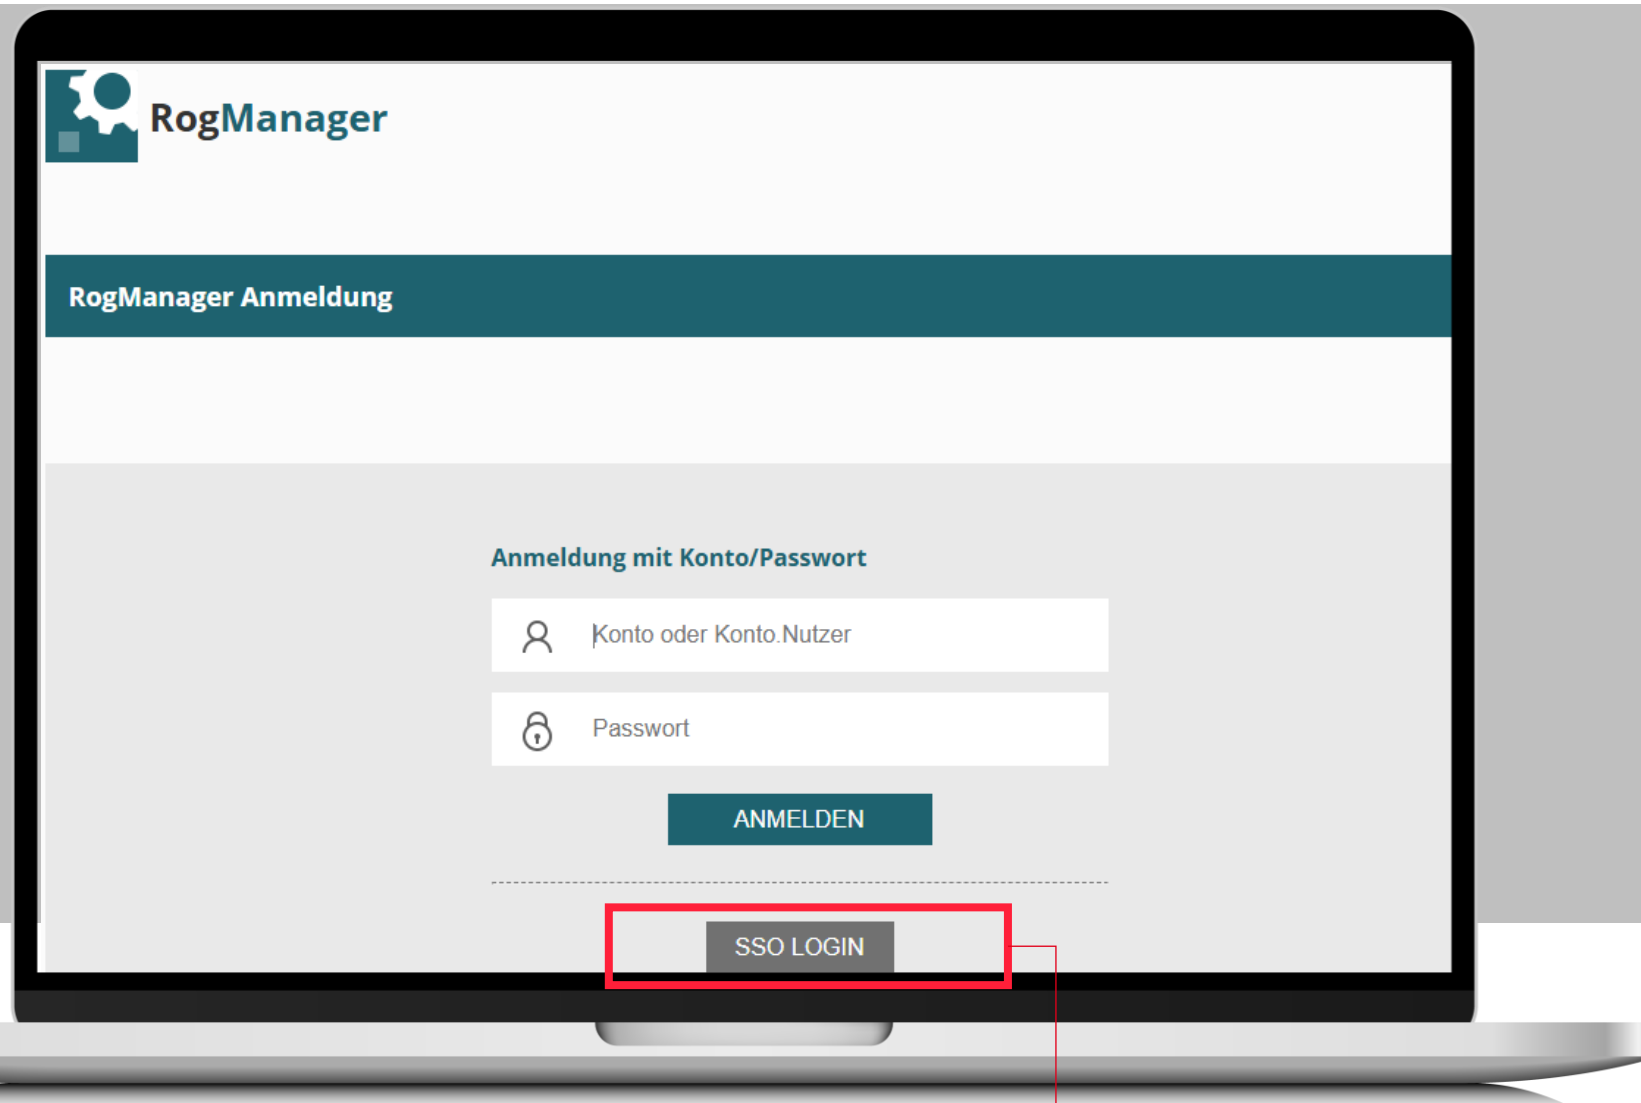 RogManager
RogManager Anmeldung
Anmeldung mit Konto/Passwort
Konto oder Konto.Nutzer
Passwort
ANMELDEN
SSO LOGIN